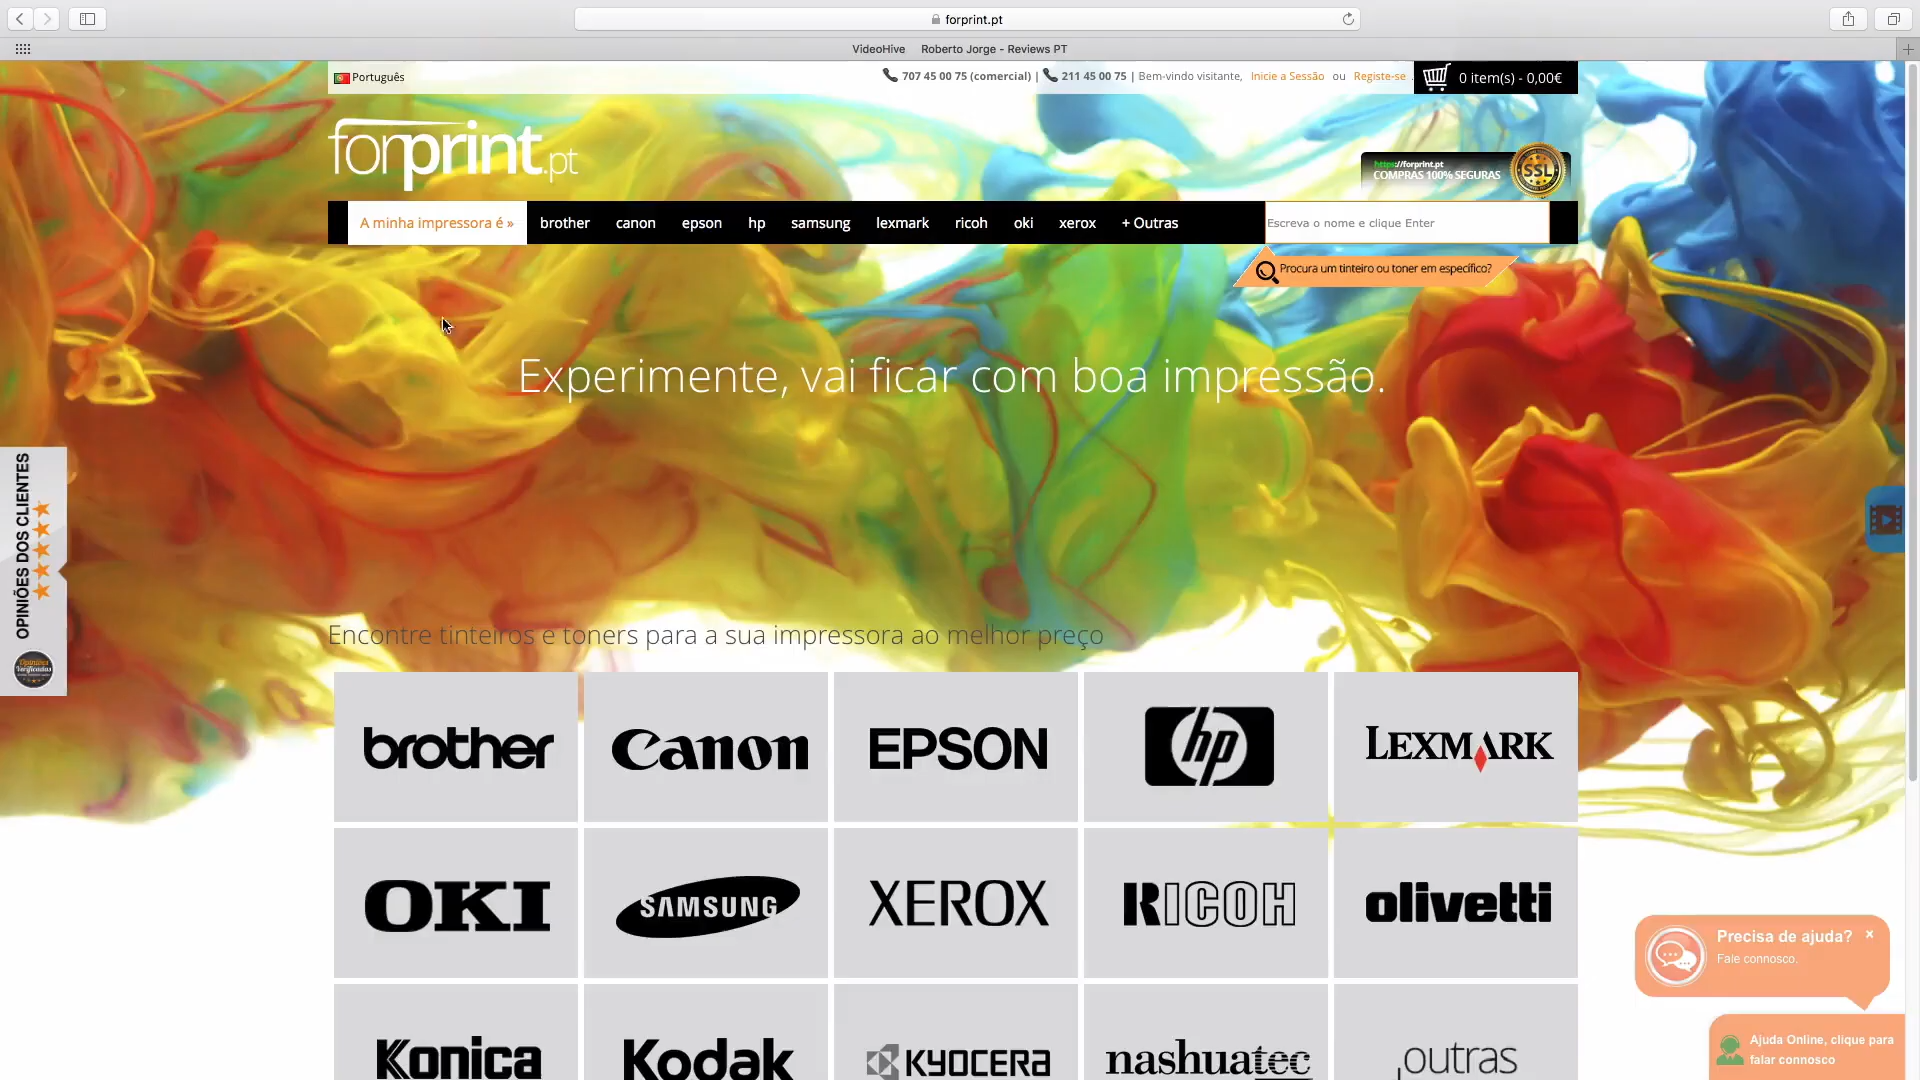 forprint.pt
VideoHive
Roberto Jorge - Reviews PT
Português
707 45 00 75 (comercial) | 211 45 00 75 | Bem-vindo visitante, Inicie a Sessão ou Registe-se .
0 item(s) - 0,00€
forprint.pt
https://forprint.pt
COMPRAS 100% SEGURAS
SSL
A minha impressora é »
brother
canon
epson
hp
samsung
lexmark
ricoh
oki
xerox
+ Outras
Escreva o nome e clique Enter
Procura um tinteiro ou toner em específico?
Experimente, vai ficar com boa impressão.
OPINIÕES DOS CLIENTES
Opiniões
Verificadas
Encontre tinteiros e toners para a sua impressora ao melhor preço
brother
Canon
EPSON
hp
LEXMARK
OKI
SAMSUNG
XEROX
RICOH
olivetti
Precisa de ajuda?
×
Fale connosco.
Konica
Kodak
KYOCERA
nashuatec
outras
Ajuda Online, clique para
falar connosco